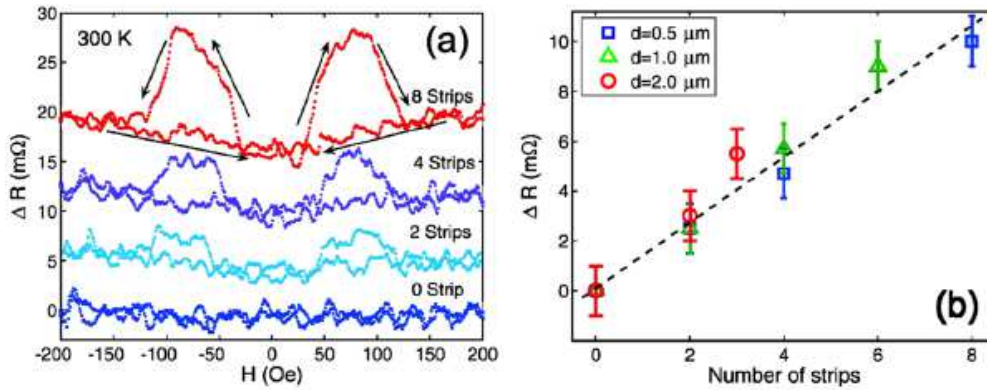 300 K
(a)
8 Strips
4 Strips
2 Strips
0 Strip
Δ R (mΩ)
30
25
20
15
10
5
0
-200 -150 -100 -50 0 50 100 150 200
H (Oe)
d=0.5 μm
d=1.0 μm
d=2.0 μm
(b)
Δ R (mΩ)
10
8
6
4
2
0
0 2 4 6 8
Number of strips